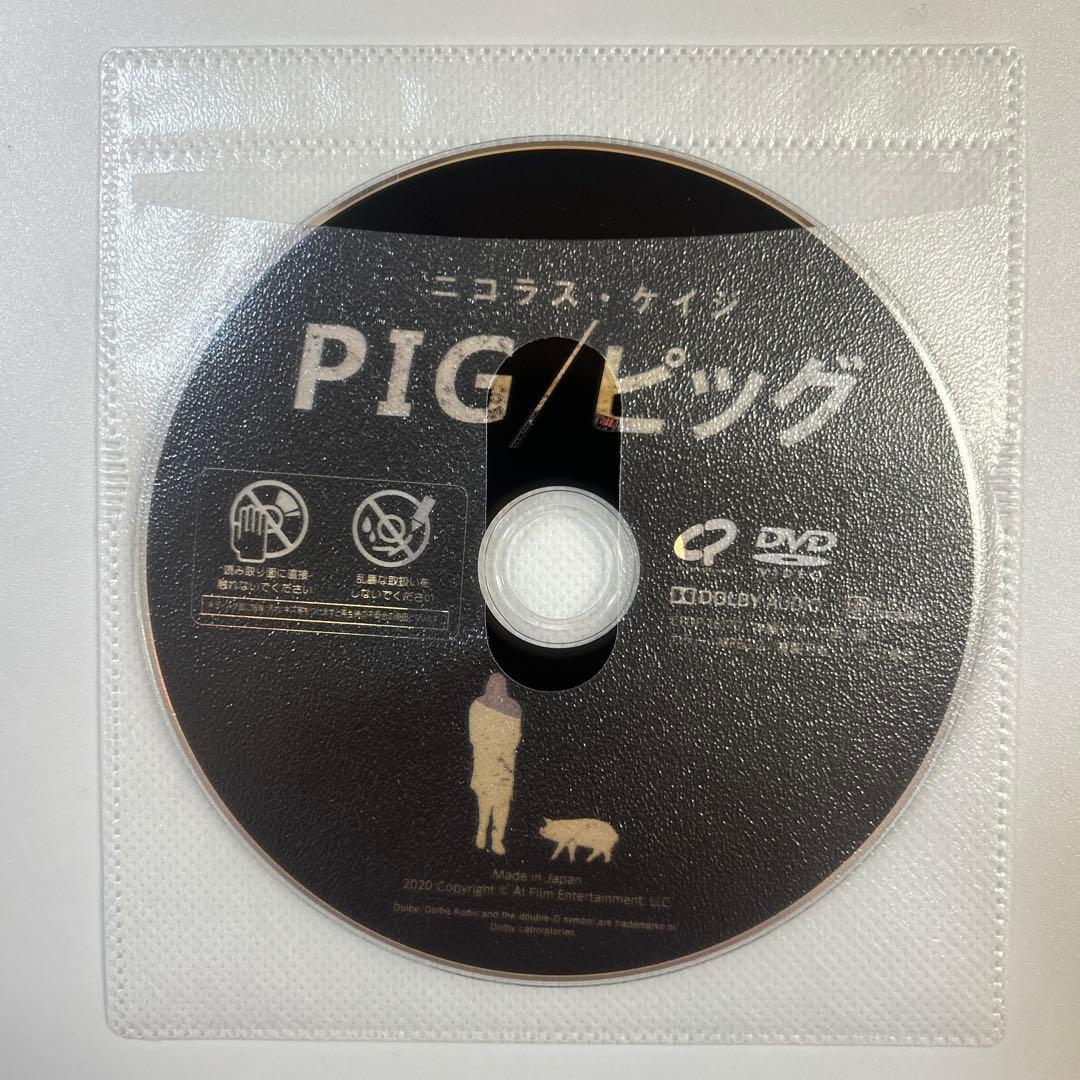 ニコラス・ケイジ
PIG/ピッグ
読み取り面に直接
触れないでください
乱暴な取扱いを
しないでください
DVD
DOLBY AUDIO
Made in Japan
2020 Copyright © AI Film Entertainment, LLC
Dolby, Dolby Audio and the double-D symbol are trademarks of
Dolby Laboratories.